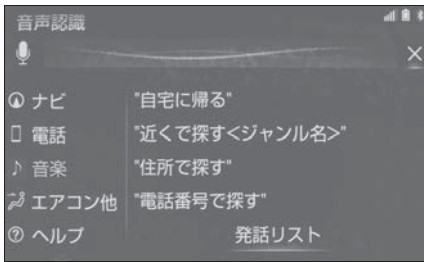 音声認識
ナビ
"自宅に帰る"
電話
"近くで探す<ジャンル名>"
音楽
"住所で探す"
エアコン他
"電話番号で探す"
ヘルプ
発話リスト